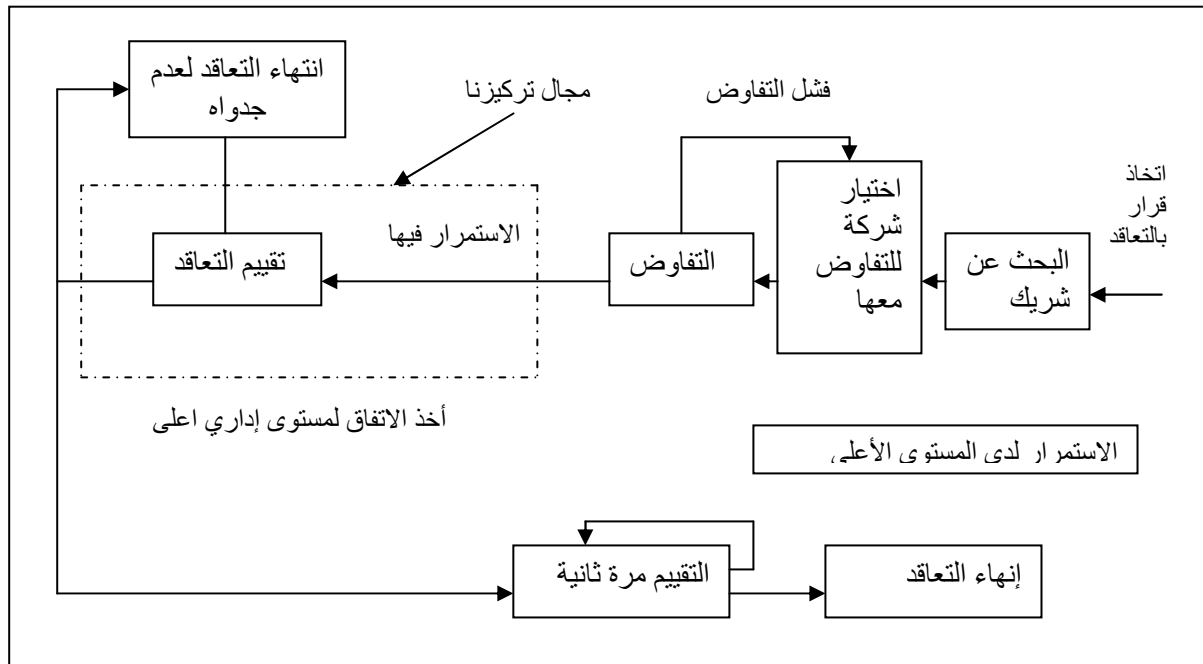 اتخاذ
قرار
بالتعاقد
البحث عن
شريك
اختيار
شركة
للتفاوض
معها
فشل التفاوض
التفاوض
مجال تركيزنا
الاستمرار فيها
تقييم التعاقد
انتهاء التعاقد لعدم
جدواه
أخذ الاتفاق لمستوى إداري اعلى
الاستمرار لدى المستوى الأعلى
التقييم مرة ثانية
إنهاء التعاقد